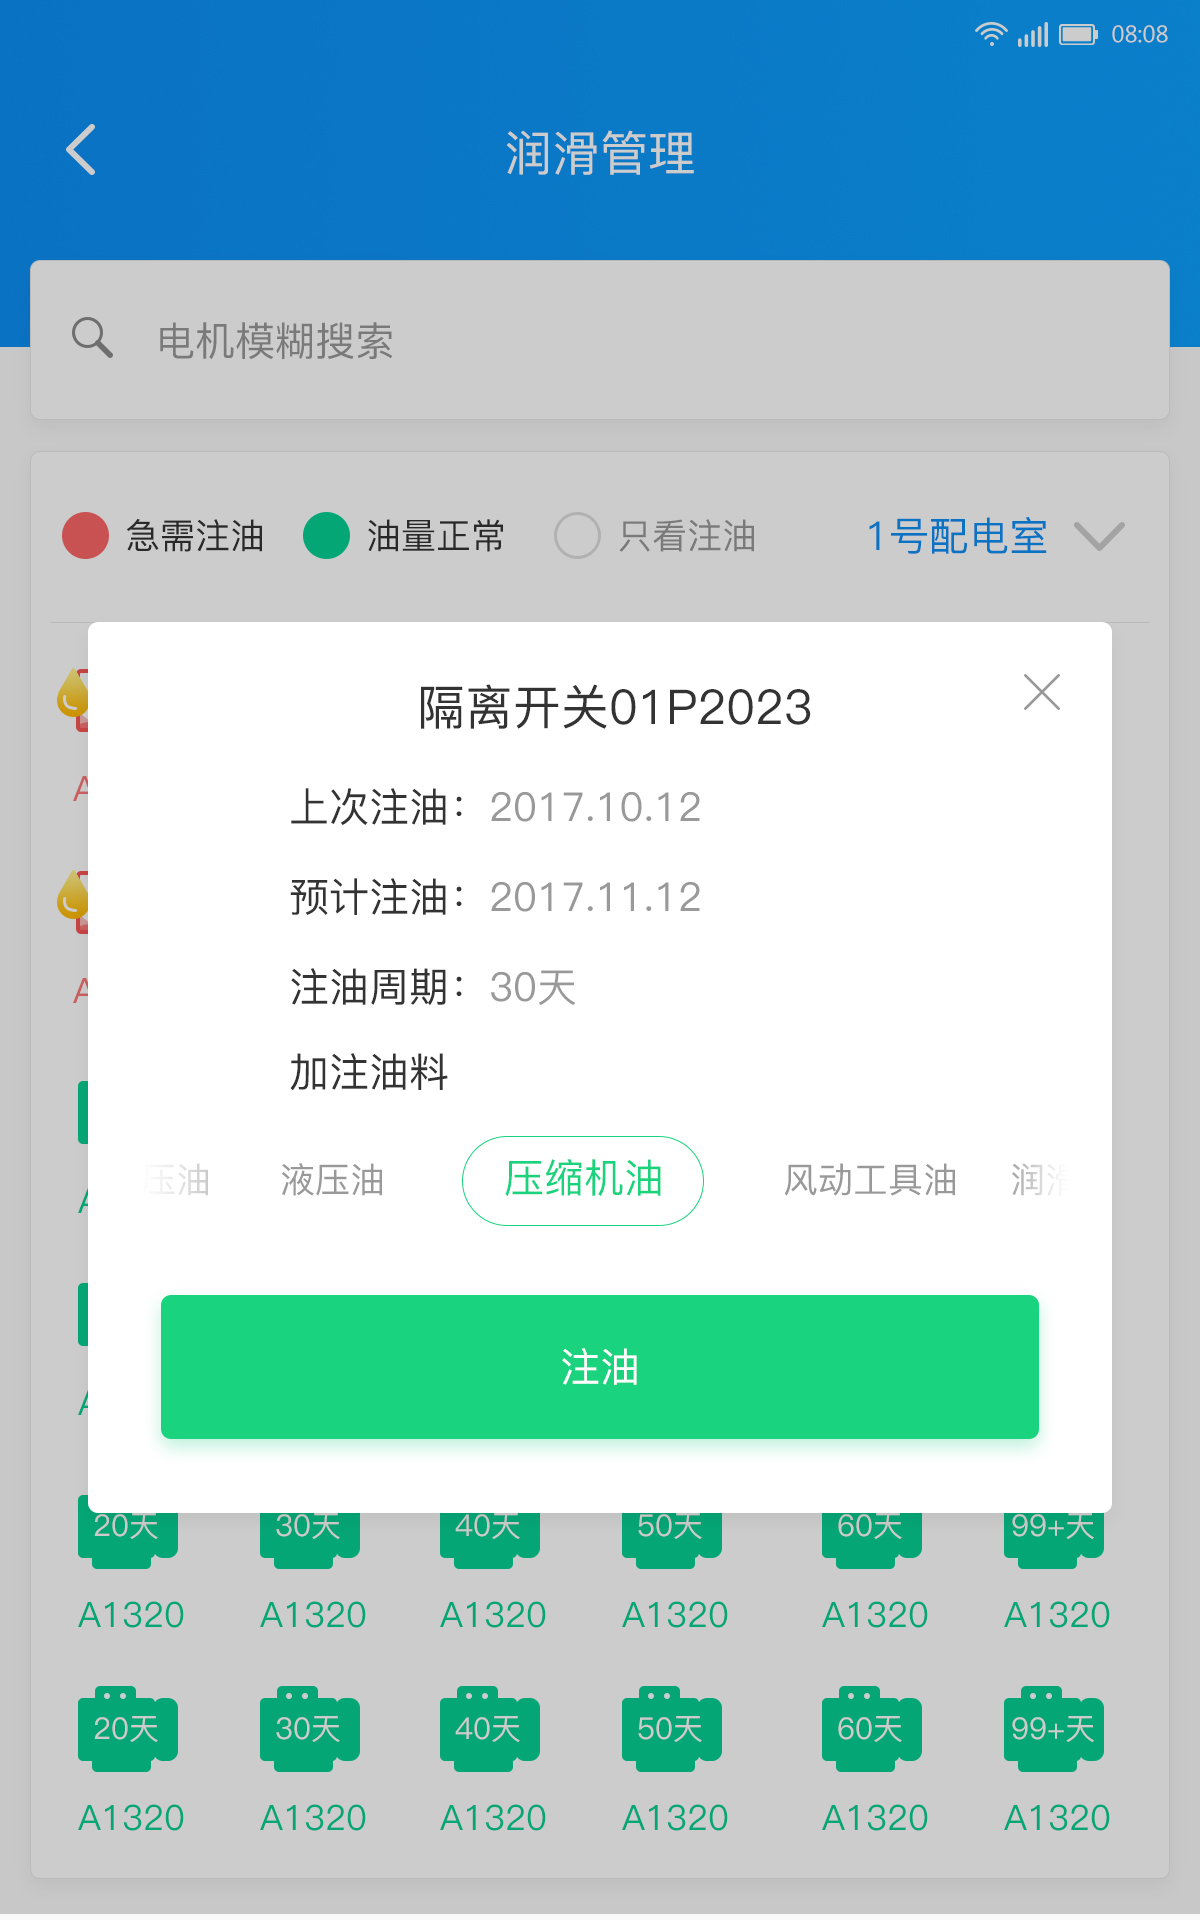 08:08
润滑管理
电机模糊搜索
急需注油 油量正常 只看注油 1号配电室
隔离开关01P2023
上次注油：2017.10.12
预计注油：2017.11.12
注油周期：30天
加注油料
压油 液压油 压缩机油 风动工具油 润滑
注油
20天 30天 40天 50天 60天 99+天
A1320 A1320 A1320 A1320 A1320 A1320
20天 30天 40天 50天 60天 99+天
A1320 A1320 A1320 A1320 A1320 A1320